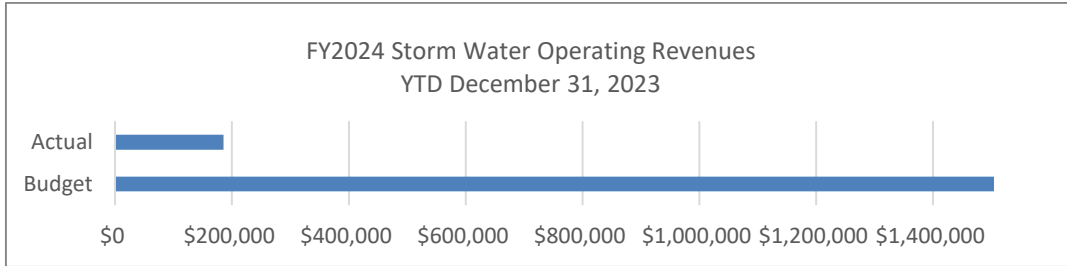 FY2024 Storm Water Operating Revenues
YTD December 31, 2023
Actual
Budget
$0 $200,000 $400,000 $600,000 $800,000 $1,000,000 $1,200,000 $1,400,000